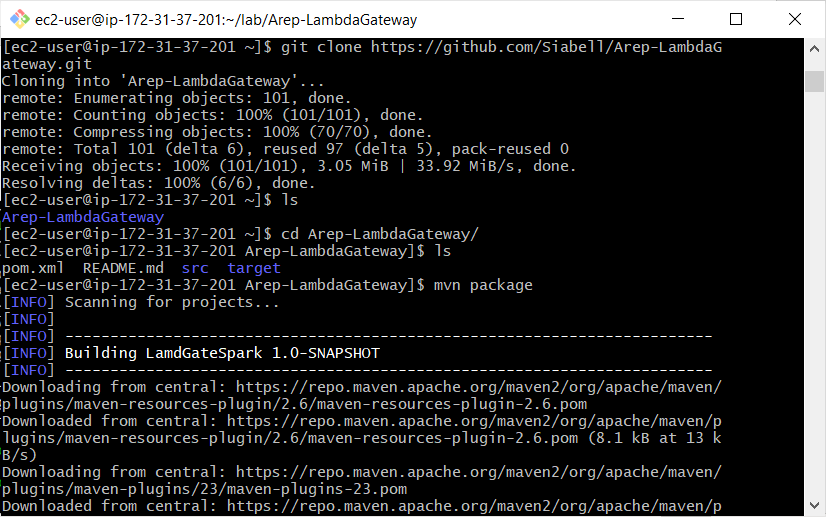 ec2-user@ip-172-31-37-201:~/lab/Arep-LambdaGateway
[ec2-user@ip-172-31-37-201 ~]$ git clone https://github.com/Siabell/Arep-LambdaG
ateway.git
Cloning into 'Arep-LambdaGateway'...
remote: Enumerating objects: 101, done.
remote: Counting objects: 100% (101/101), done.
remote: Compressing objects: 100% (70/70), done.
remote: Total 101 (delta 6), reused 97 (delta 5), pack-reused 0
Receiving objects: 100% (101/101), 3.05 MiB | 33.92 MiB/s, done.
Resolving deltas: 100% (6/6), done.
[ec2-user@ip-172-31-37-201 ~]$ ls
Arep-LambdaGateway
[ec2-user@ip-172-31-37-201 ~]$ cd Arep-LambdaGateway/
[ec2-user@ip-172-31-37-201 Arep-LambdaGateway]$ ls
pom.xml  README.md  src  target
[ec2-user@ip-172-31-37-201 Arep-LambdaGateway]$ mvn package
[INFO] Scanning for projects...
[INFO]
[INFO] ------------------------------------------------------------------------
[INFO] Building LamdGateSpark 1.0-SNAPSHOT
[INFO] ------------------------------------------------------------------------
Downloading from central: https://repo.maven.apache.org/maven2/org/apache/maven/
plugins/maven-resources-plugin/2.6/maven-resources-plugin-2.6.pom
Downloaded from central: https://repo.maven.apache.org/maven2/org/apache/maven/p
lugins/maven-resources-plugin/2.6/maven-resources-plugin-2.6.pom (8.1 kB at 13 k
B/s)
Downloading from central: https://repo.maven.apache.org/maven2/org/apache/maven/
plugins/maven-plugins/23/maven-plugins-23.pom
Downloaded from central: https://repo.maven.apache.org/maven2/org/apache/maven/p